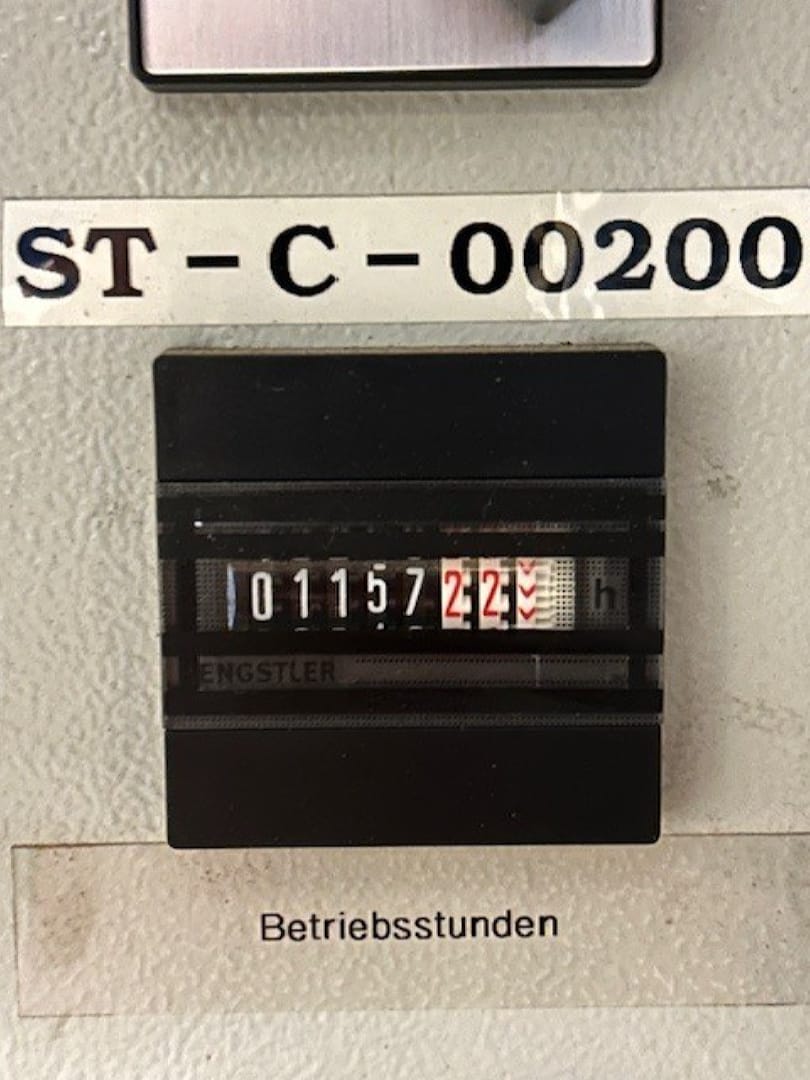 ST-C-00200
0115722 h
ENGSTLER
Betriebsstunden